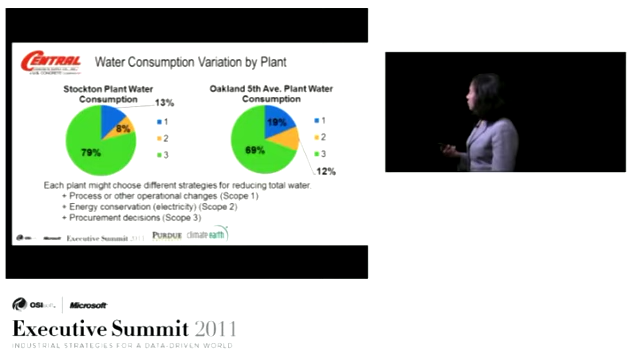 CENTRAL
Water Consumption Variation by Plant
Stockton Plant Water
Consumption
13%
8%
79%
1
2
3
Oakland 5th Ave. Plant Water
Consumption
19%
69%
12%
1
2
3
Each plant might choose different strategies for reducing total water.
+ Process or other operational changes (Scope 1)
+ Energy conservation (electricity) (Scope 2)
+ Procurement decisions (Scope 3)
Executive Summit 2011
PURDUE
climate earth
OSIsoft. Microsoft
Executive Summit 2011
INDUSTRIAL STRATEGIES FOR A DATA-DRIVEN WORLD